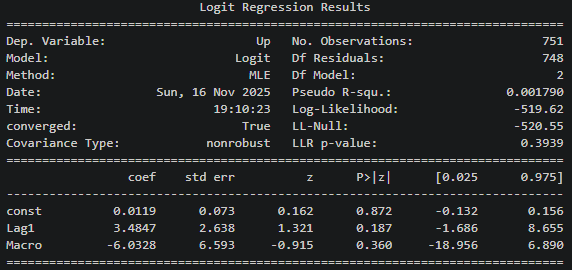 Logit Regression Results
==============================================================================
Dep. Variable:                     Up   No. Observations:                  751
Model:                          Logit   Df Residuals:                      748
Method:                           MLE   Df Model:                            2
Date:                Sun, 16 Nov 2025   Pseudo R-squ.:                0.001790
Time:                        19:10:23   Log-Likelihood:                -519.62
converged:                       True   LL-Null:                       -520.55
Covariance Type:            nonrobust   LLR p-value:                    0.3939
==============================================================================
                 coef    std err          z      P>|z|      [0.025      0.975]
------------------------------------------------------------------------------
const          0.0119      0.073      0.162      0.872      -0.132       0.156
Lag1           3.4847      2.638      1.321      0.187      -1.686       8.655
Macro         -6.0328      6.593     -0.915      0.360     -18.956       6.890
==============================================================================